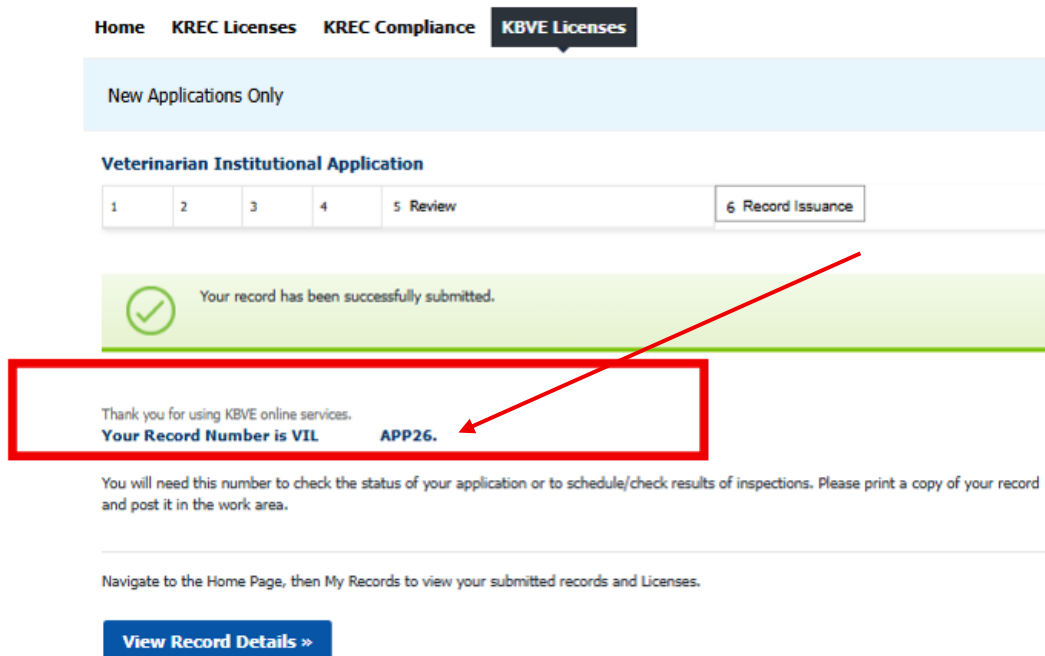 Home KREC Licenses KREC Compliance KBVE Licenses
New Applications Only
Veterinarian Institutional Application
1 2 3 4 5 Review 6 Record Issuance
Your record has been successfully submitted.
Thank you for using KBVE online services.
Your Record Number is VIL APP26.
You will need this number to check the status of your application or to schedule/check results of inspections. Please print a copy of your record
and post it in the work area.
Navigate to the Home Page, then My Records to view your submitted records and Licenses.
View Record Details »